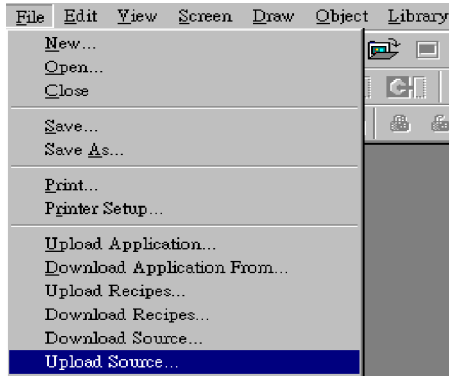 File Edit View Screen Draw Object Library
New...
Open...
Close
Save...
Save As...
Print...
Printer Setup...
Upload Application...
Download Application From...
Upload Recipes...
Download Recipes...
Download Source...
Upload Source...